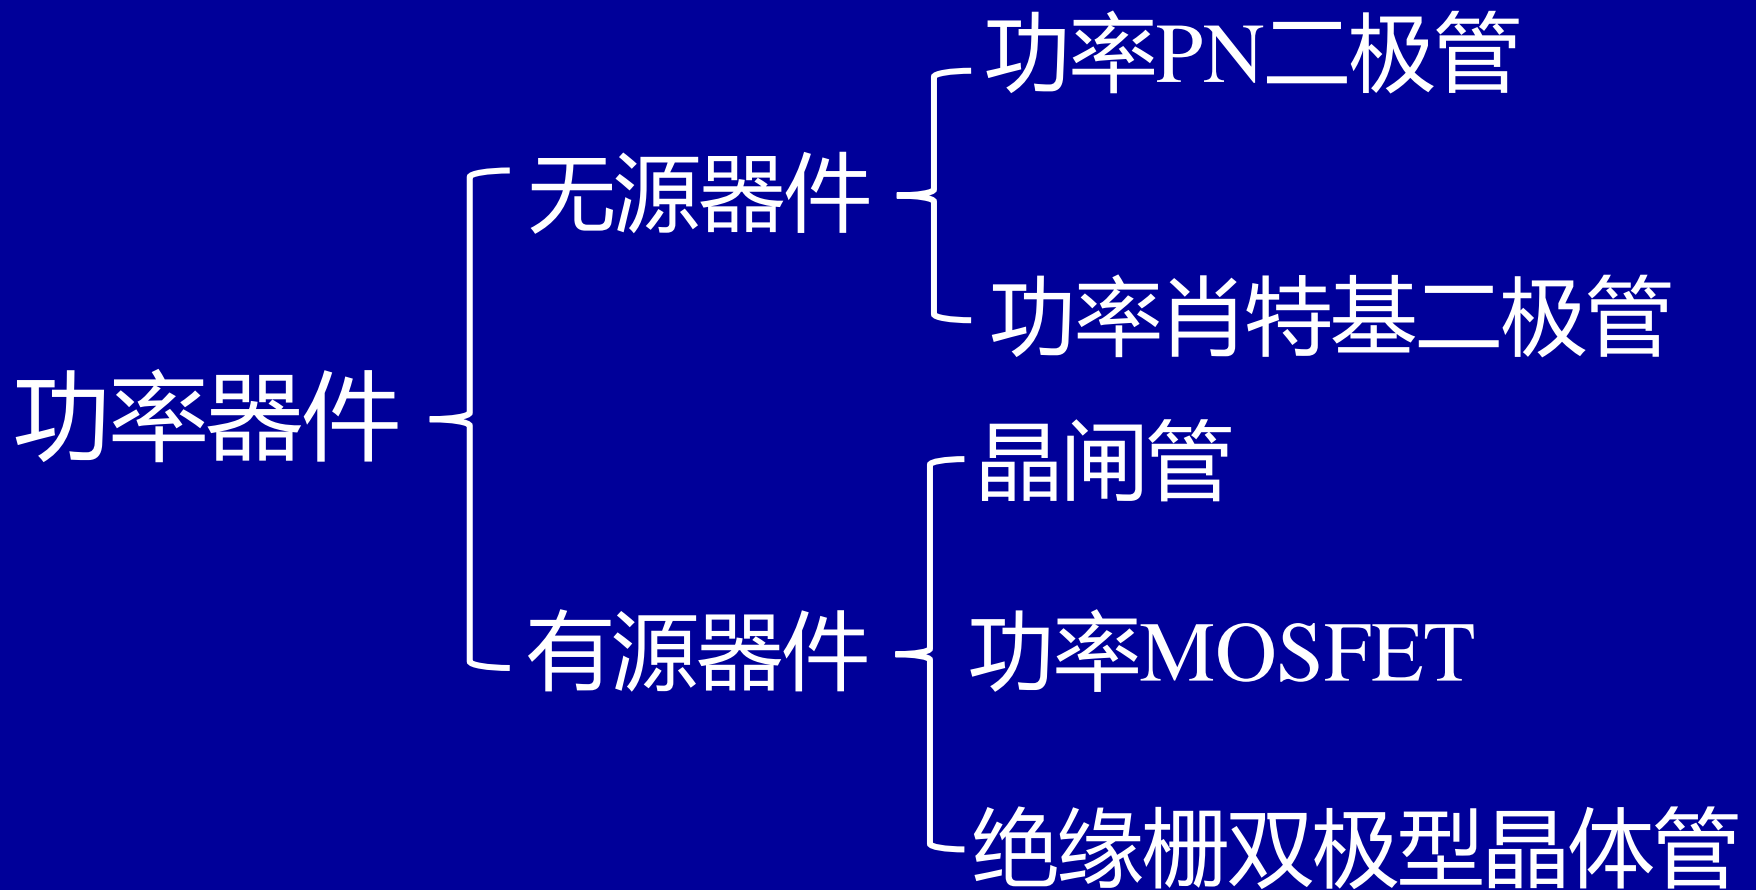 功率PN二极管
无源器件
功率肖特基二极管
功率器件
晶闸管
有源器件
功率MOSFET
绝缘栅双极型晶体管